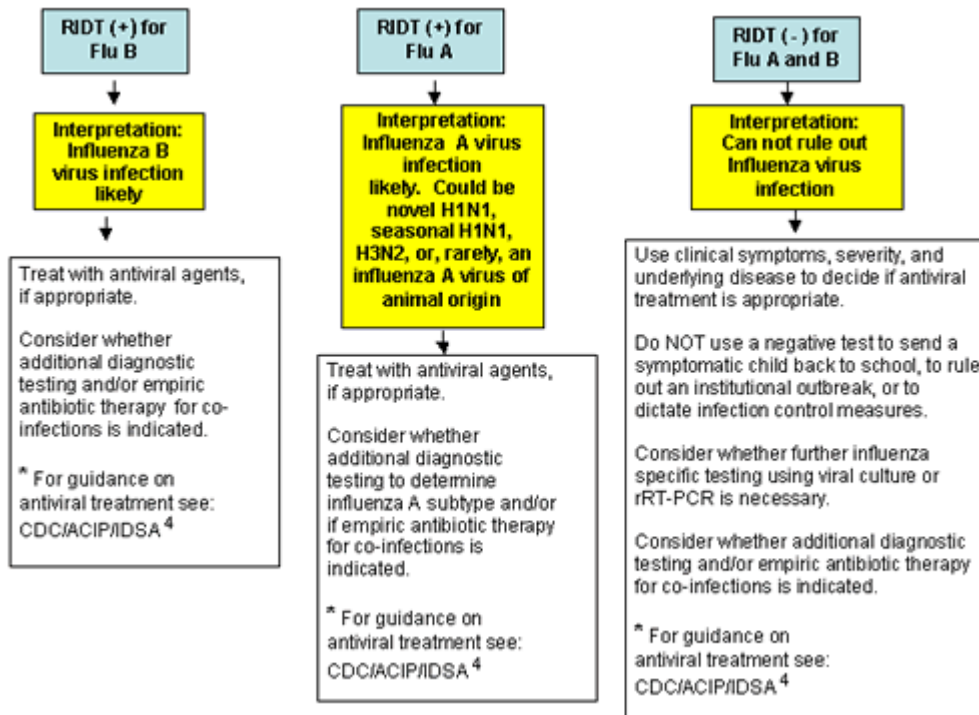 RIDT (+) for
Flu B
Interpretation:
Influenza B
virus infection
likely
Treat with antiviral agents,
if appropriate.
Consider whether
additional diagnostic
testing and/or empiric
antibiotic therapy for co-
infections is indicated.
* For guidance on
antiviral treatment see:
CDC/ACIP/IDSA 4
RIDT (+) for
Flu A
Interpretation:
Influenza A virus
infection
likely. Could be
novel H1N1,
seasonal H1N1,
H3N2, or, rarely, an
influenza A virus of
animal origin
Treat with antiviral agents,
if appropriate.
Consider whether
additional diagnostic
testing to determine
influenza A subtype and/or
if empiric antibiotic therapy
for co-infections is
indicated.
* For guidance on
antiviral treatment see:
CDC/ACIP/IDSA 4
RIDT ( - ) for
Flu A and B
Interpretation:
Can not rule out
Influenza virus
infection
Use clinical symptoms, severity, and
underlying disease to decide if antiviral
treatment is appropriate.
Do NOT use a negative test to send a
symptomatic child back to school, to rule
out an institutional outbreak, or to
dictate infection control measures.
Consider whether further influenza
specific testing using viral culture or
rRT-PCR is necessary.
Consider whether additional diagnostic
testing and/or empiric antibiotic therapy
for co-infections is indicated.
* For guidance on
antiviral treatment see:
CDC/ACIP/IDSA 4